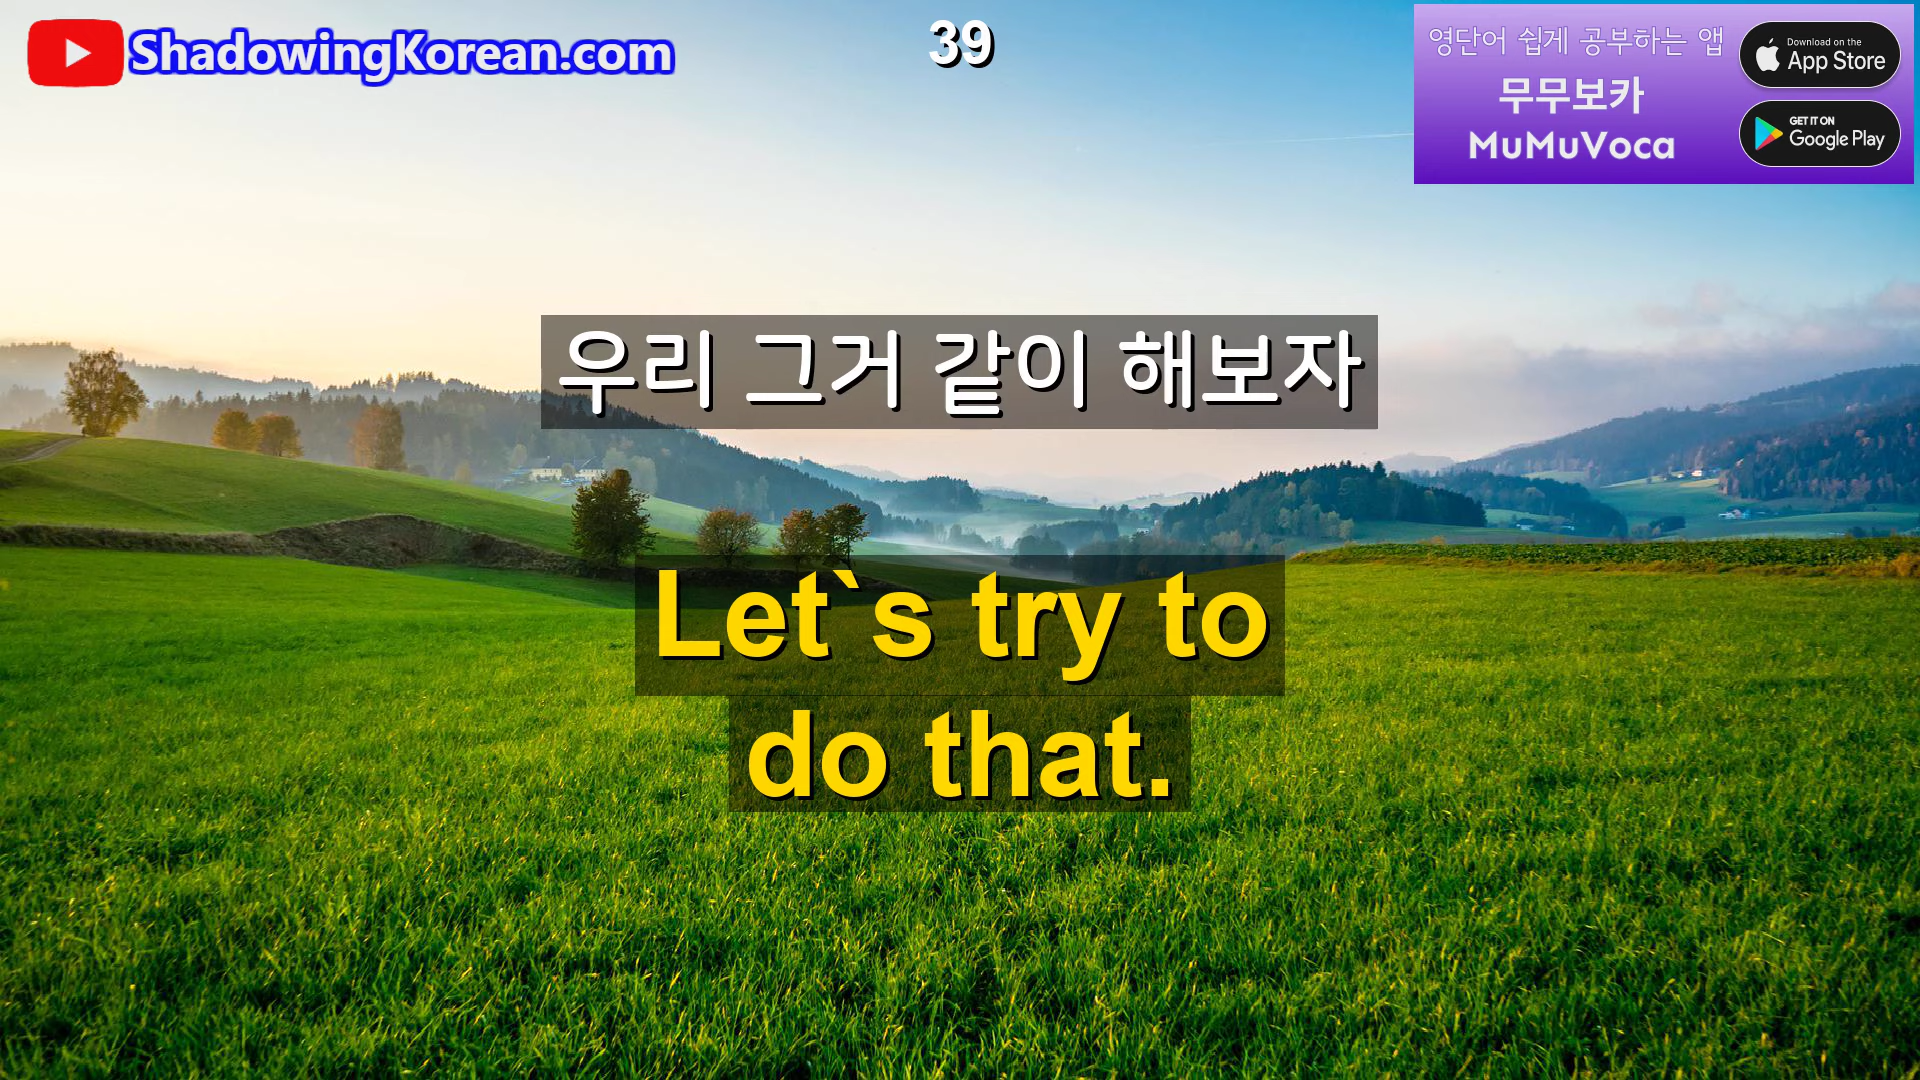 ShadowingKorean.com
39
영단어 쉽게 공부하는 앱
무무보카
MuMuVoca
Download on the
App Store
GET IT ON
Google Play
우리 그거 같이 해보자
Let`s try to
do that.